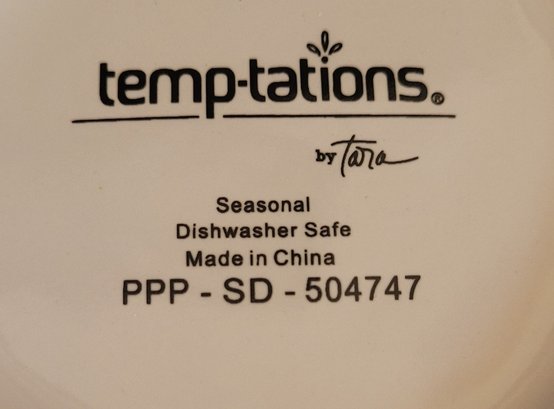 temp-tations®
by Tara
Seasonal
Dishwasher Safe
Made in China
PPP - SD - 504747